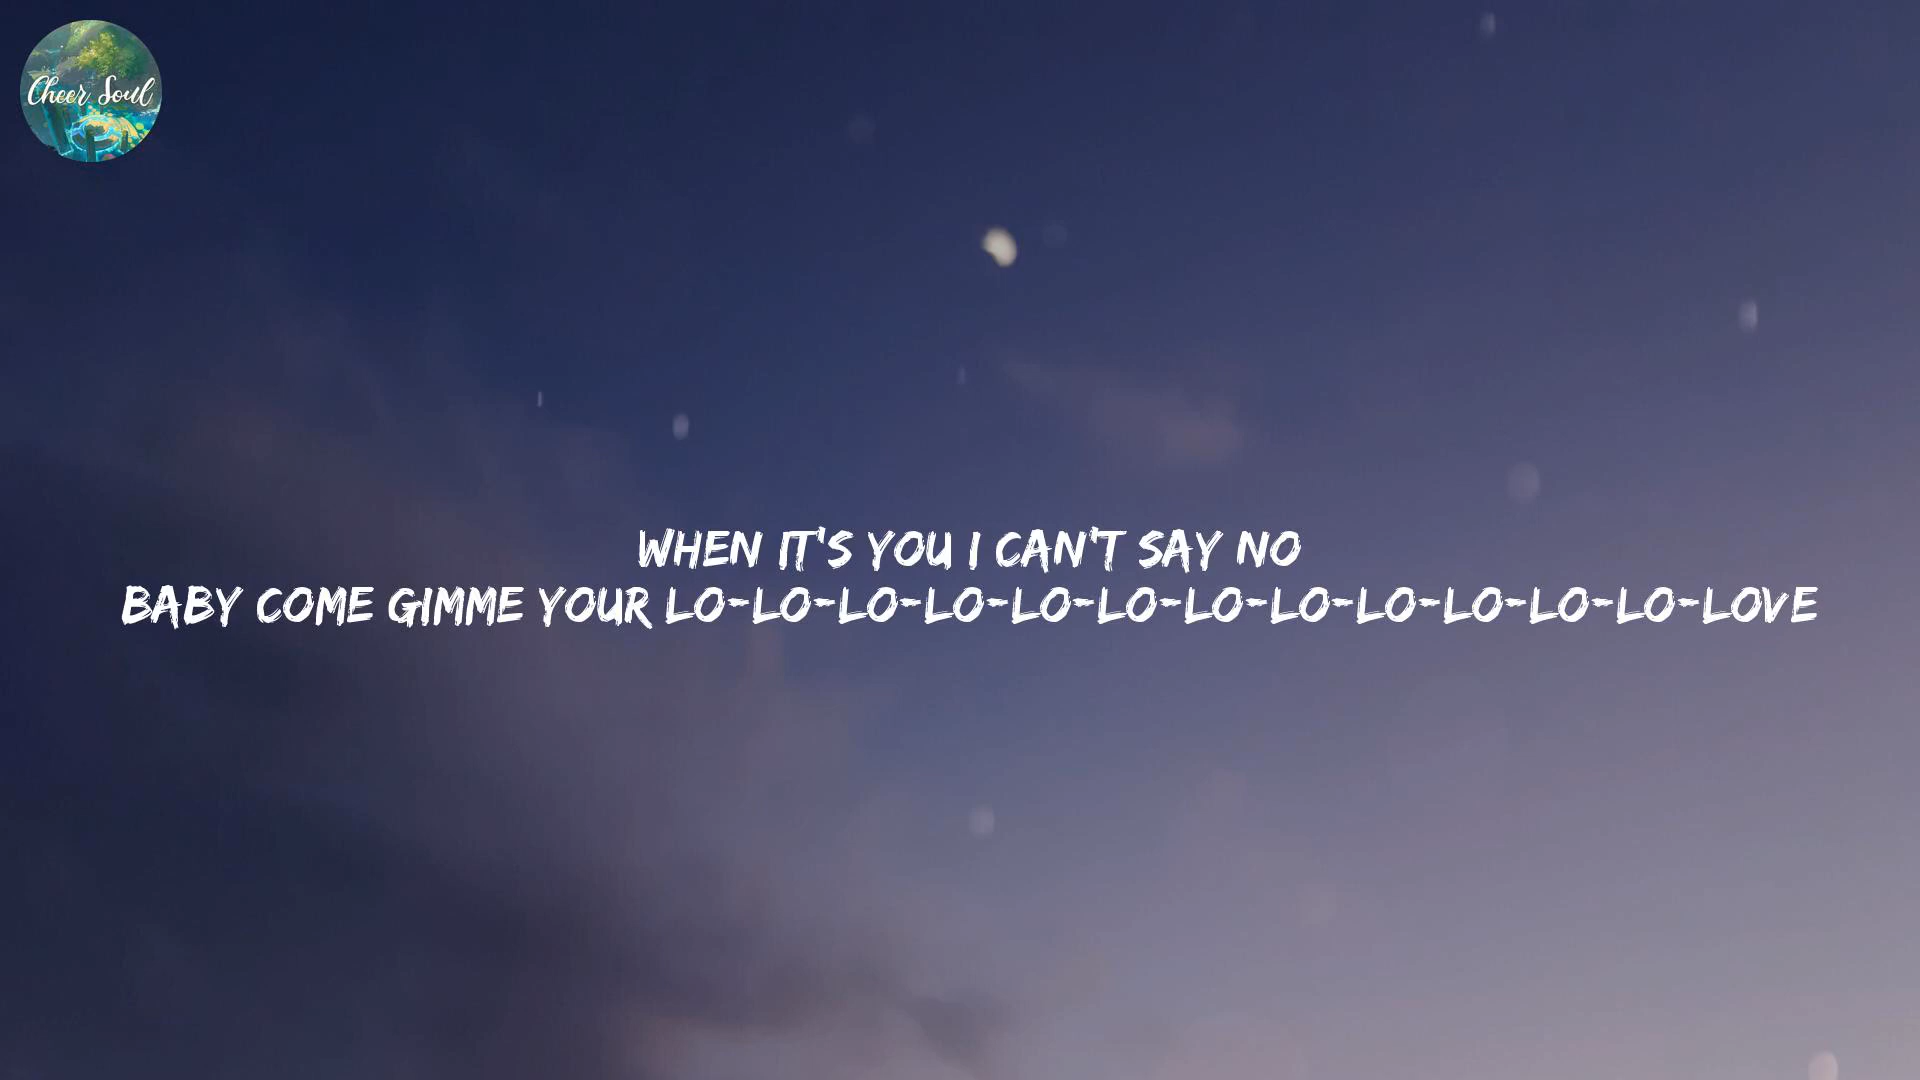 Cheer Soul
WHEN IT'S YOU I CAN'T SAY NO
BABY COME GIMME YOUR LO-LO-LO-LO-LO-LO-LO-LO-LO-LO-LO-LO-LOVE